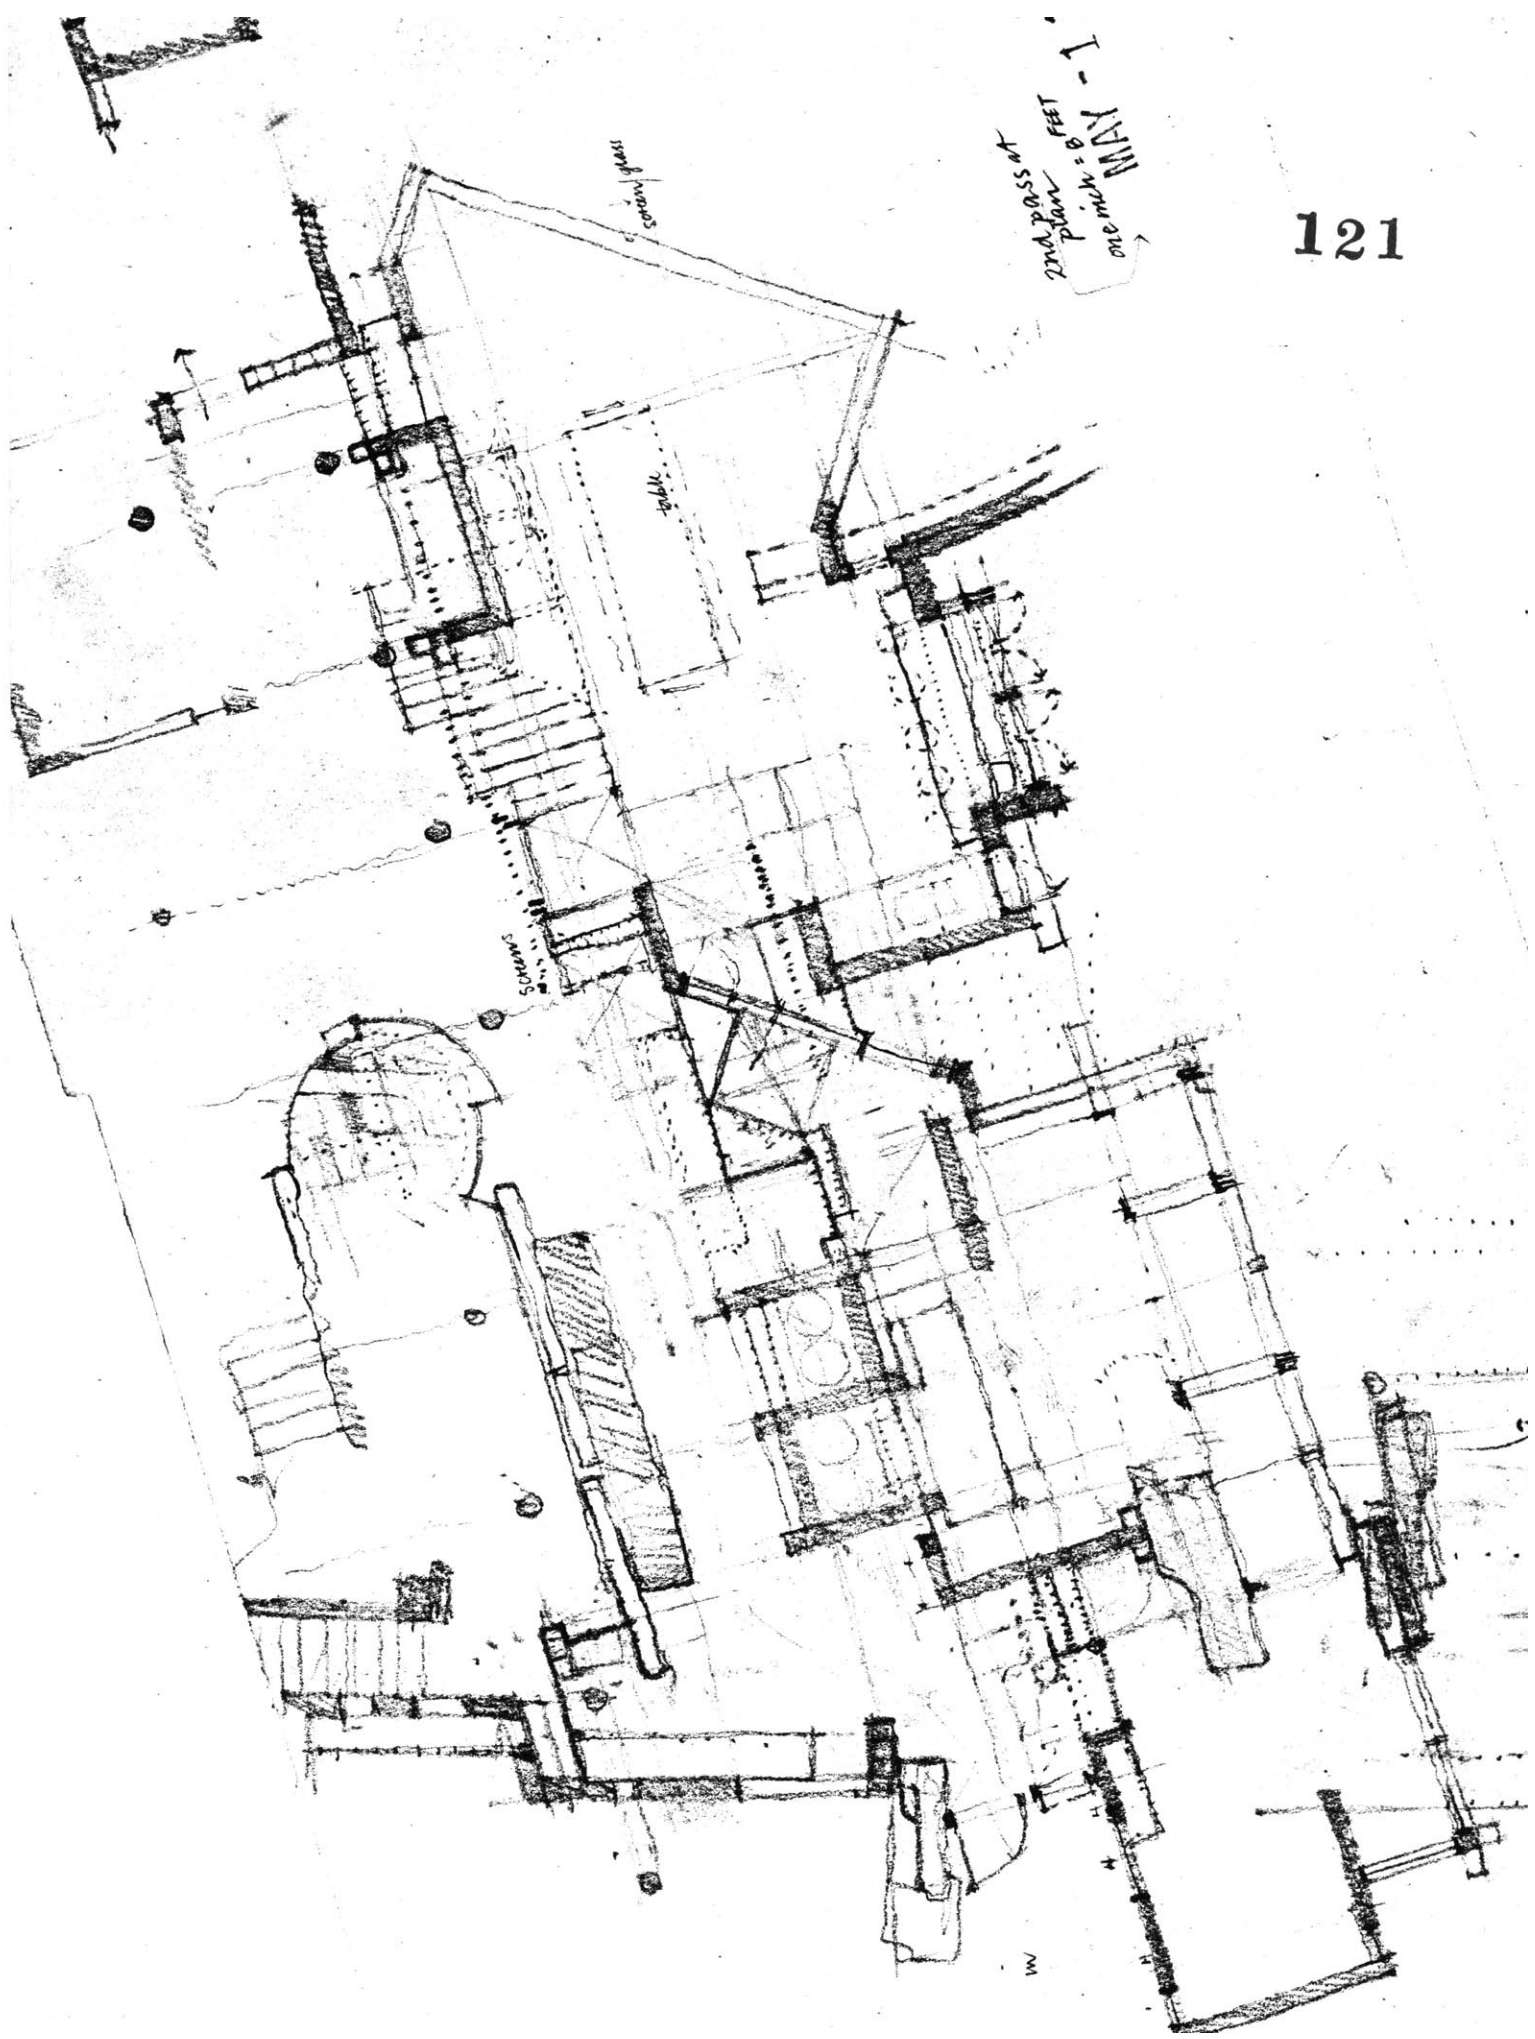 2nd pass at
plan
one inch = 8 FEET
MAY - 1
121
screen/glass
table
screens